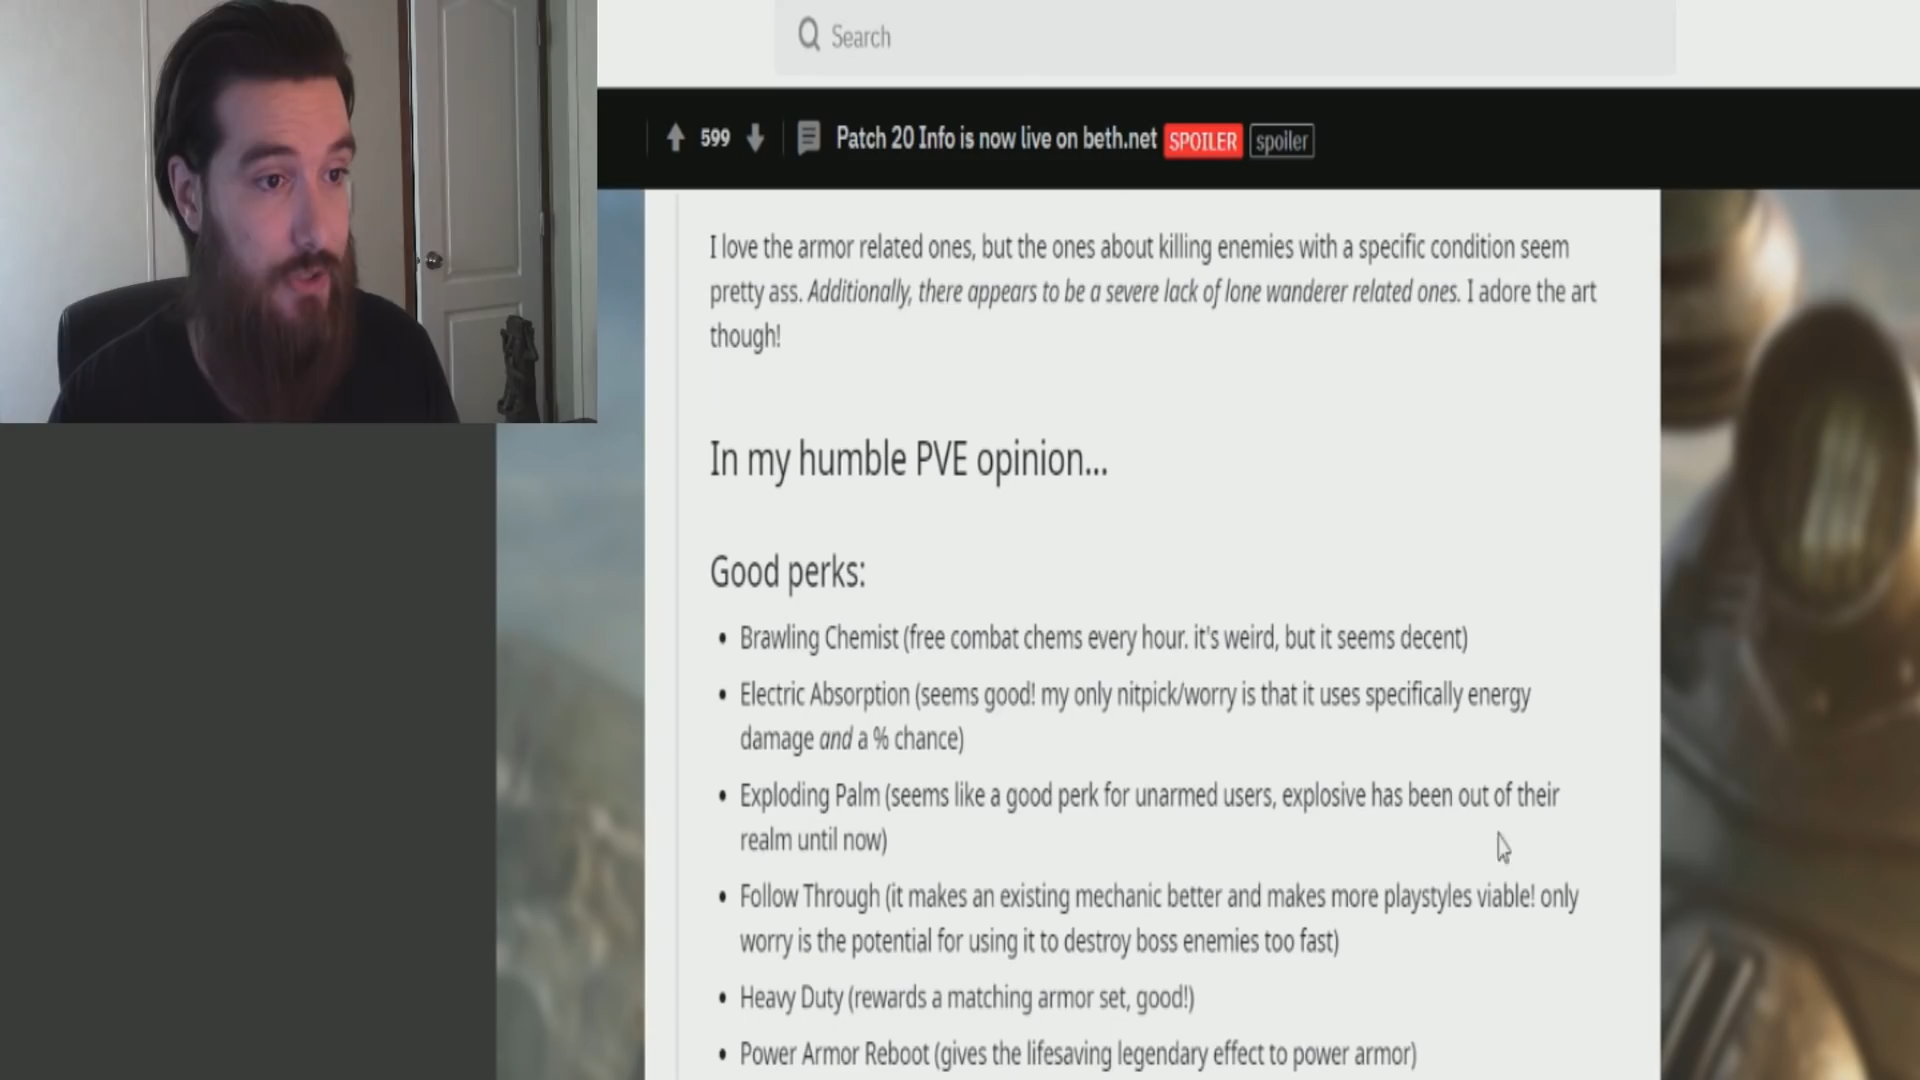 Search
599 Patch 20 Info is now live on beth.net SPOILER spoiler
I love the armor related ones, but the ones about killing enemies with a specific condition seem
pretty ass. Additionally, there appears to be a severe lack of lone wanderer related ones. I adore the art
though!
In my humble PVE opinion...
Good perks:
• Brawling Chemist (free combat chems every hour. it's weird, but it seems decent)
• Electric Absorption (seems good! my only nitpick/worry is that it uses specifically energy
damage and a % chance)
• Exploding Palm (seems like a good perk for unarmed users, explosive has been out of their
realm until now)
• Follow Through (it makes an existing mechanic better and makes more playstyles viable! only
worry is the potential for using it to destroy boss enemies too fast)
• Heavy Duty (rewards a matching armor set, good!)
• Power Armor Reboot (gives the lifesaving legendary effect to power armor)